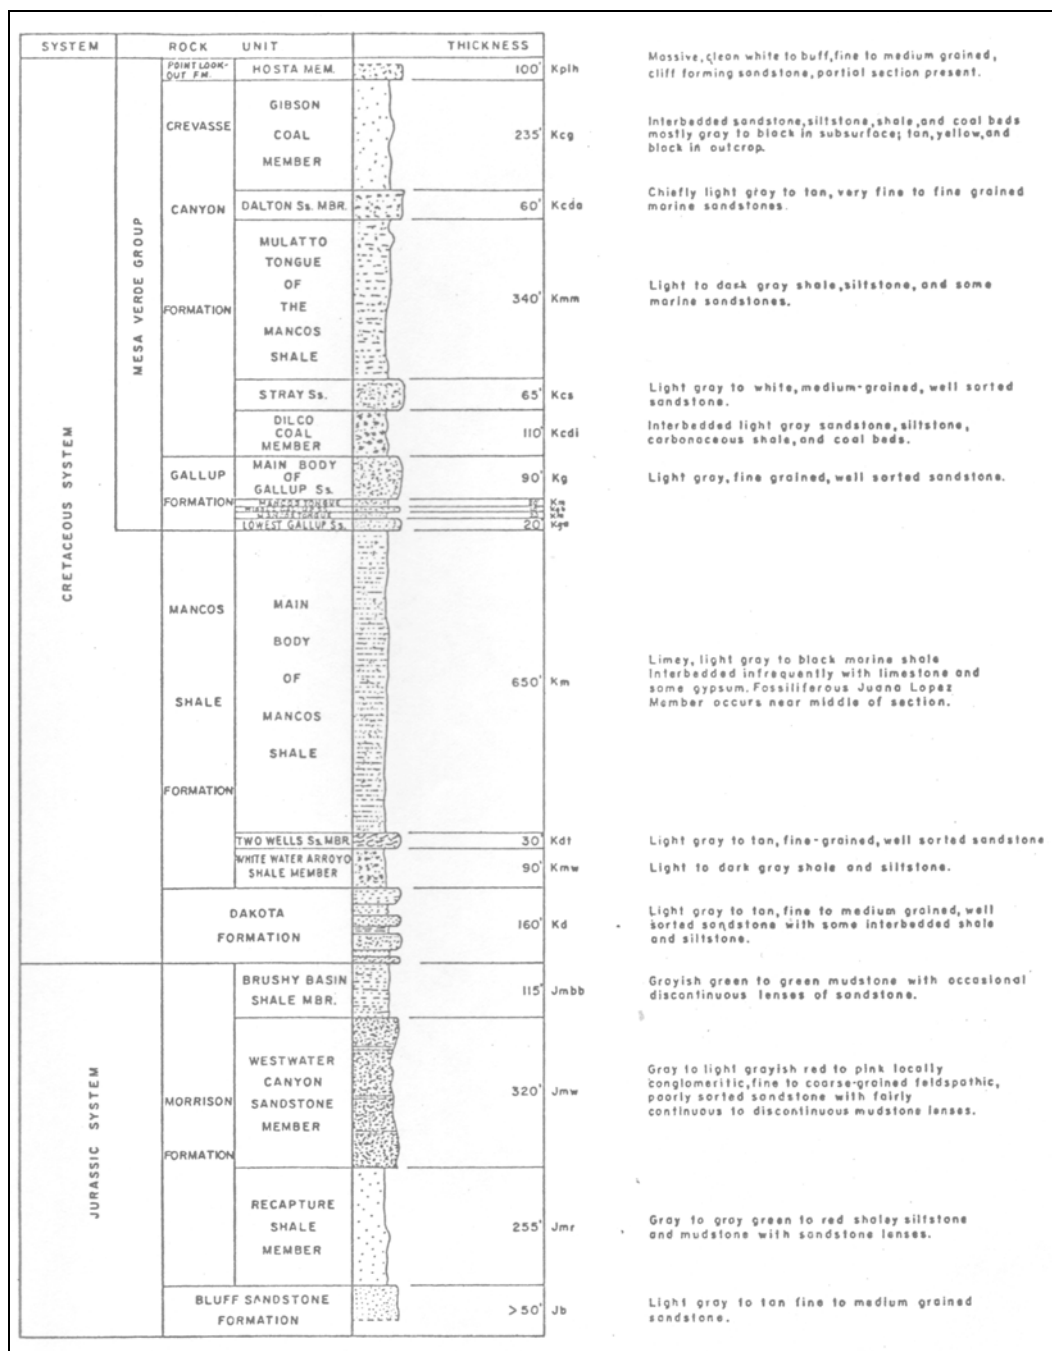 SYSTEM ROCK UNIT THICKNESS
CRETACEOUS SYSTEM
MESA VERDE GROUP
POINT LOOK-
OUT FM.
HOSTA MEM.
100' Kplh
Massive, clean white to buff, fine to medium grained,
cliff forming sandstone, partial section present.
CREVASSE
CANYON
FORMATION
GIBSON
COAL
MEMBER
235' Kcg
Interbedded sandstone, siltstone, shale, and coal beds
mostly gray to black in subsurface; tan, yellow, and
black in outcrop.
DALTON Ss. MBR.
60' Kcda
Chiefly light gray to tan, very fine to fine grained
marine sandstones.
MULATTO
TONGUE
OF
THE
MANCOS
SHALE
340' Kmm
Light to dark gray shale, siltstone, and some
marine sandstones.
STRAY Ss.
65' Kcs
Light gray to white, medium-grained, well sorted
sandstone.
DILCO
COAL
MEMBER
110' Kcdi
Interbedded light gray sandstone, siltstone,
carbonaceous shale, and coal beds.
GALLUP
FORMATION
MAIN BODY
OF
GALLUP Ss.
90' Kg
Light gray, fine grained, well sorted sandstone.
MANCOS TONGUE
Km
LOWEST GALLUP Ss.
20'
MANCOS
SHALE
FORMATION
MAIN
BODY
OF
MANCOS
SHALE
650' Km
Limey, light gray to black marine shale
Interbedded infrequently with limestone and
some gypsum. Fossiliferous Juana Lopez
Member occurs near middle of section.
TWO WELLS Ss. MBR.
30' Kdt
Light gray to tan, fine-grained, well sorted sandstone
WHITE WATER ARROYO
SHALE MEMBER
90' Kmw
Light to dark gray shale and siltstone.
DAKOTA
FORMATION
160' Kd
Light gray to tan, fine to medium grained, well
sorted sandstone with some interbedded shale
and siltstone.
JURASSIC SYSTEM
MORRISON
FORMATION
BRUSHY BASIN
SHALE MBR.
115' Jmbb
Grayish green to green mudstone with occasional
discontinuous lenses of sandstone.
WESTWATER
CANYON
SANDSTONE
MEMBER
320' Jmw
Gray to light grayish red to pink locally
conglomeritic, fine to coarse-grained feldspathic,
poorly sorted sandstone with fairly
continuous to discontinuous mudstone lenses.
RECAPTURE
SHALE
MEMBER
255' Jmr
Gray to gray green to red shaley siltstone
and mudstone with sandstone lenses.
BLUFF SANDSTONE
FORMATION
>50' Jb
Light gray to tan fine to medium grained
sandstone.